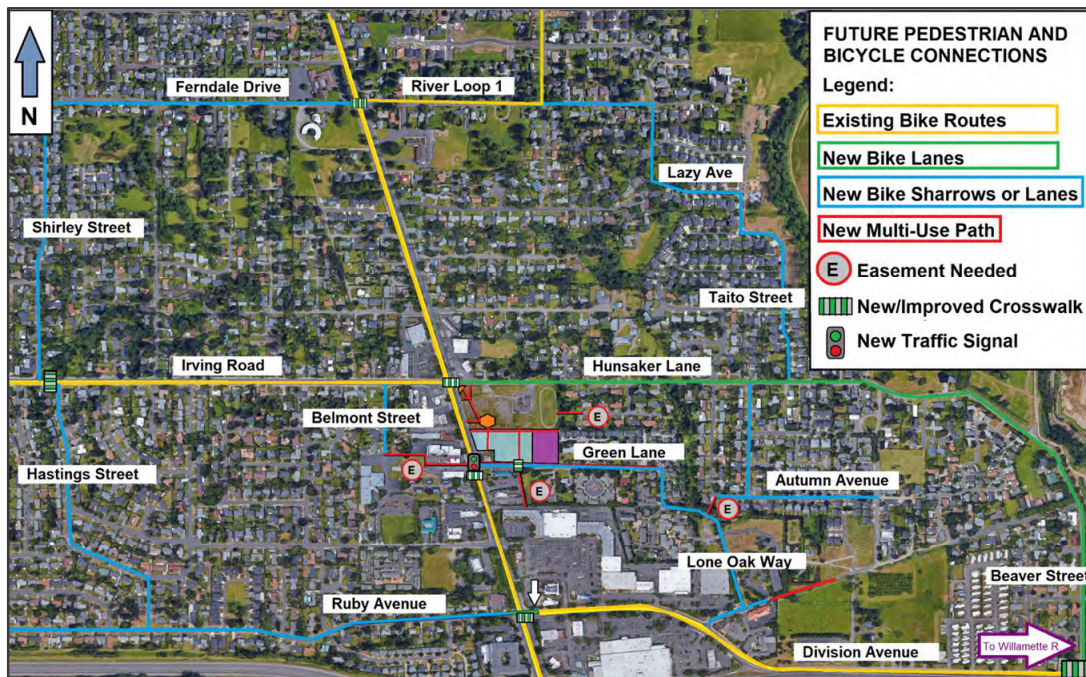 N
Ferndale Drive
River Loop 1
Lazy Ave
Shirley Street
Taito Street
Irving Road
Hunsaker Lane
Belmont Street
E
Hastings Street
E
Green Lane
E
Autumn Avenue
E
Lone Oak Way
Beaver Street
Ruby Avenue
Division Avenue
To Willamette R.
FUTURE PEDESTRIAN AND
BICYCLE CONNECTIONS
Legend:
Existing Bike Routes
New Bike Lanes
New Bike Sharrows or Lanes
New Multi-Use Path
E Easement Needed
New/Improved Crosswalk
New Traffic Signal